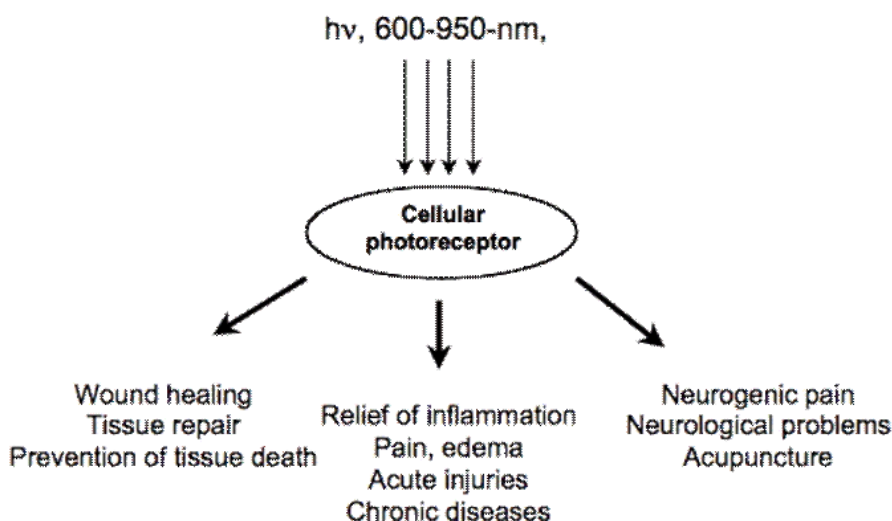 hν, 600-950-nm,
Cellular
photoreceptor
Wound healing
Tissue repair
Prevention of tissue death
Relief of inflammation
Pain, edema
Acute injuries
Chronic diseases
Neurogenic pain
Neurological problems
Acupuncture